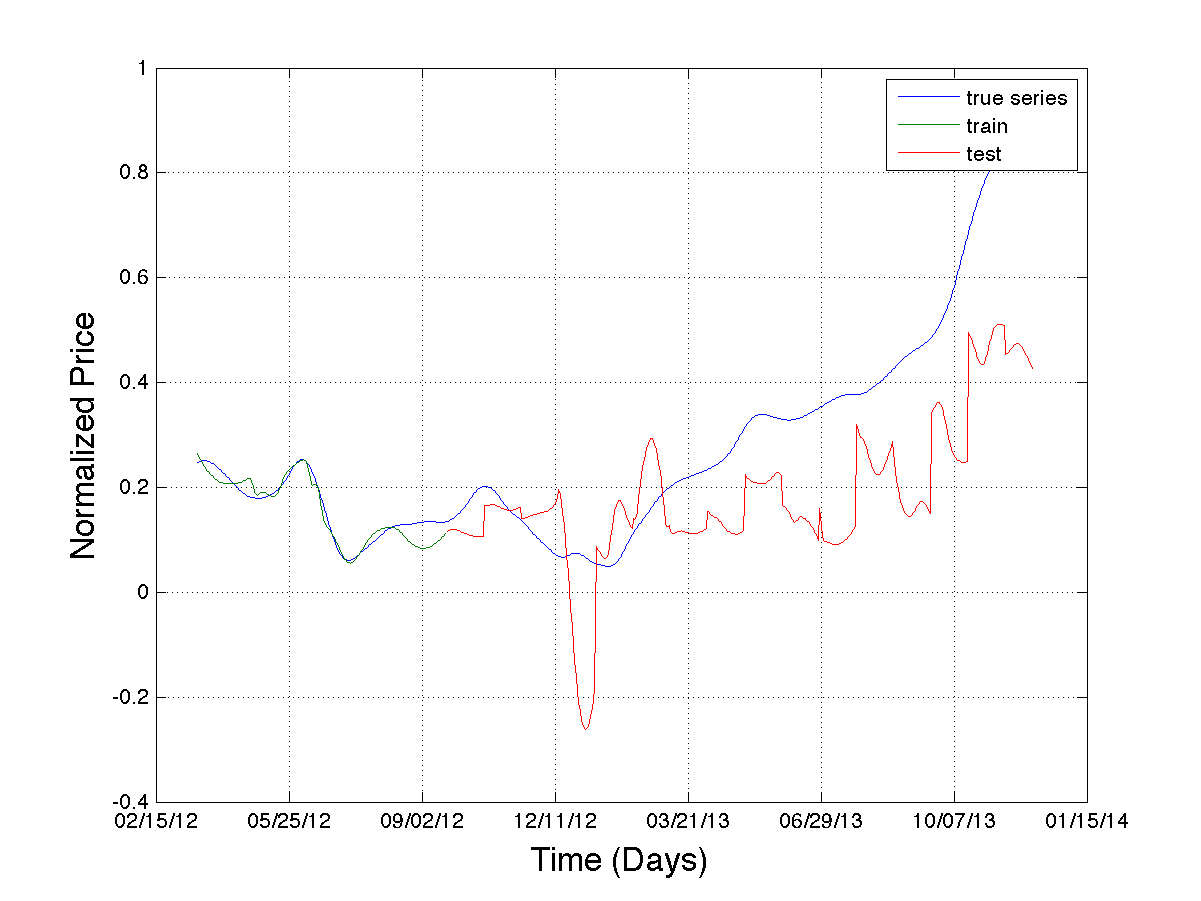 1
0.8
0.6
0.4
0.2
0
-0.2
-0.4
Normalized Price
true series
train
test
02/15/12 05/25/12 09/02/12 12/11/12 03/21/13 06/29/13 10/07/13 01/15/14
Time (Days)